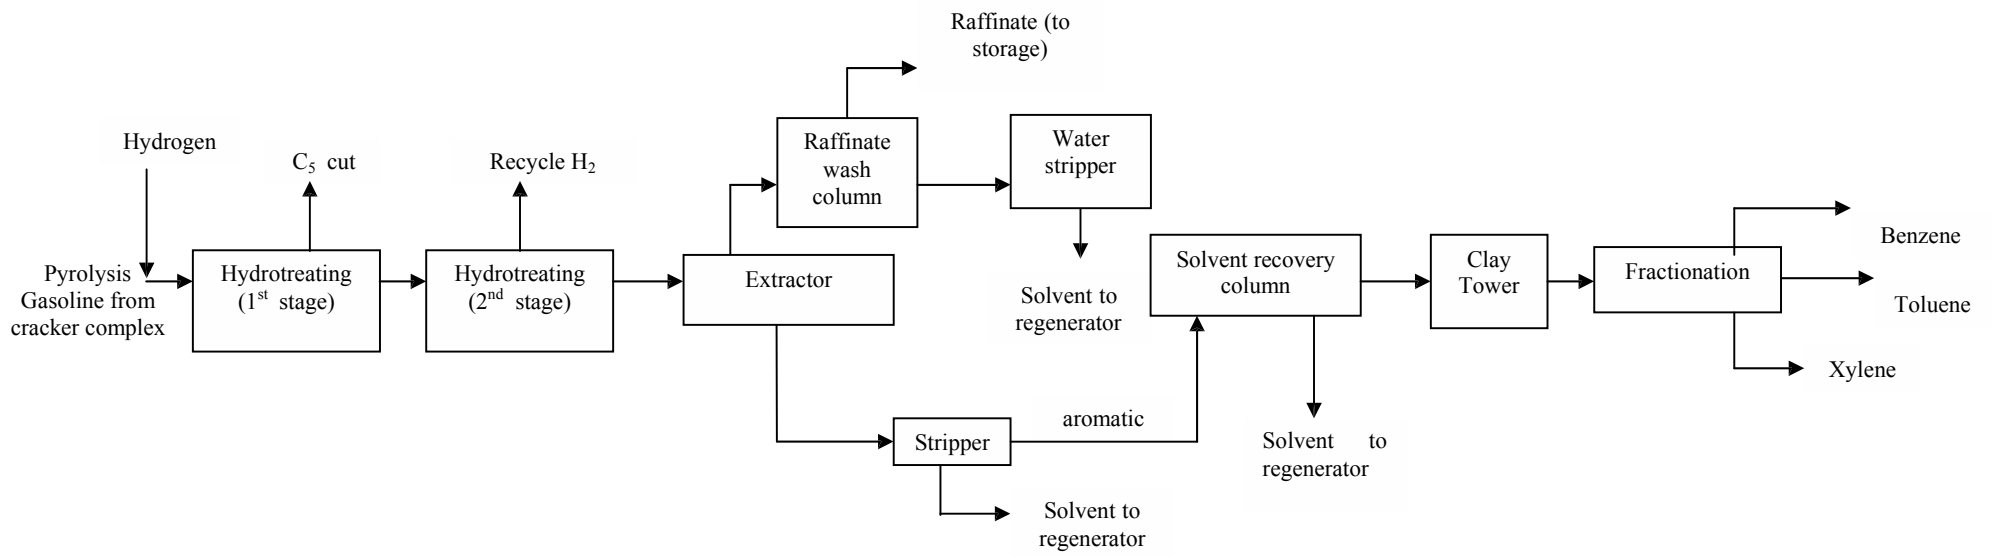 Raffinate (to
storage)
Hydrogen
C₅ cut
Recycle H₂
Raffinate
wash
column
Water
stripper
Pyrolysis
Gasoline from
cracker complex
Hydrotreating
(1ˢᵗ stage)
Hydrotreating
(2ⁿᵈ stage)
Extractor
Solvent to
regenerator
Solvent recovery
column
Clay
Tower
Fractionation
Benzene
Toluene
Xylene
Stripper
aromatic
Solvent to
regenerator
Solvent to
regenerator